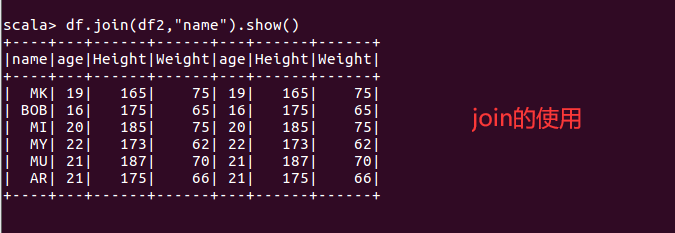 scala> df.join(df2,"name").show()
+----+---+------+------+---+------+------+
|name|age|Height|Weight|age|Height|Weight|
+----+---+------+------+---+------+------+
|  MK| 19|   165|    75| 19|   165|    75|
| BOB| 16|   175|    65| 16|   175|    65|
|  MI| 20|   185|    75| 20|   185|    75|
|  MY| 22|   173|    62| 22|   173|    62|
|  MU| 21|   187|    70| 21|   187|    70|
|  AR| 21|   175|    66| 21|   175|    66|
+----+---+------+------+---+------+------+
join的使用